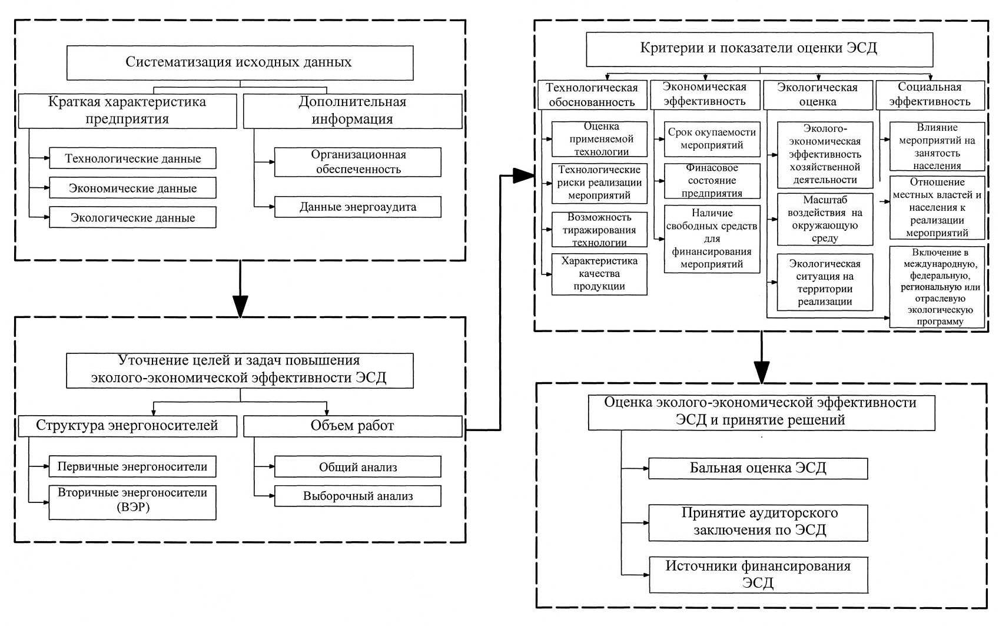 Систематизация исходных данных
Краткая характеристика
предприятия
Технологические данные
Экономические данные
Экологические данные
Дополнительная
информация
Организационная
обеспеченность
Данные энергоаудита
Уточнение целей и задач повышения
эколого-экономической эффективности ЭСД
Структура энергоносителей
Первичные энергоносители
Вторичные энергоносители
(ВЭР)
Объем работ
Общий анализ
Выборочный анализ
Критерии и показатели оценки ЭСД
Технологическая
обоснованность
Оценка
применяемой
технологии
Технологические
риски реализации
мероприятий
Возможность
тиражирования
технологии
Характеристика
качества
продукции
Экономическая
эффективность
Срок окупаемости
мероприятий
Финасовое
состояние
предприятия
Наличие
свободных средств
для
финансирования
мероприятий
Экологическая
оценка
Эколого-
экономическая
эффективность
хозяйственной
деятельности
Масштаб
воздействия на
окружающую
среду
Экологическая
ситуация на
территории
реализации
Социальная
эффективность
Влияние
мероприятий на
занятость
населения
Отношение
местных властей и
населения к
реализации
мероприятий
Включение в
международную,
федеральную,
региональную или
отраслевую
экологическую
программу
Оценка эколого-экономической эффективности
ЭСД и принятие решений
Бальная оценка ЭСД
Принятие аудиторского
заключения по ЭСД
Источники финансирования
ЭСД